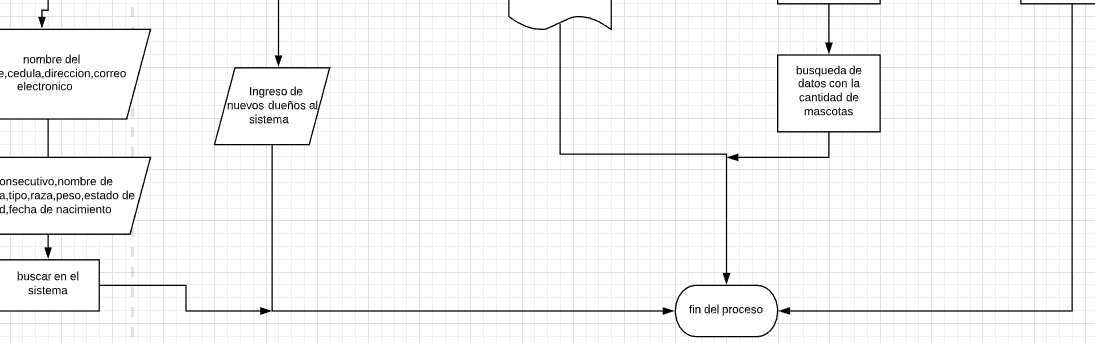 nombre del
e,cedula,direccion,correo
electronico
onsecutivo,nombre de
a,tipo,raza,peso,estado de
d,fecha de nacimiento
buscar en el
sistema
Ingreso de
nuevos dueños al
sistema
busqueda de
datos con la
cantidad de
mascotas
fin del proceso